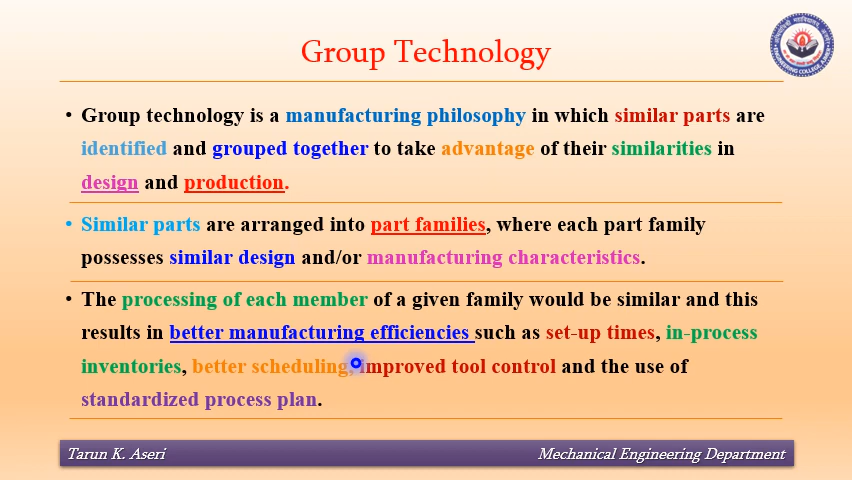 Group Technology
• Group technology is a manufacturing philosophy in which similar parts are
identified and grouped together to take advantage of their similarities in
design and production.
• Similar parts are arranged into part families, where each part family
possesses similar design and/or manufacturing characteristics.
• The processing of each member of a given family would be similar and this
results in better manufacturing efficiencies such as set-up times, in-process
inventories, better scheduling, improved tool control and the use of
standardized process plan.
Tarun K. Aseri
Mechanical Engineering Department